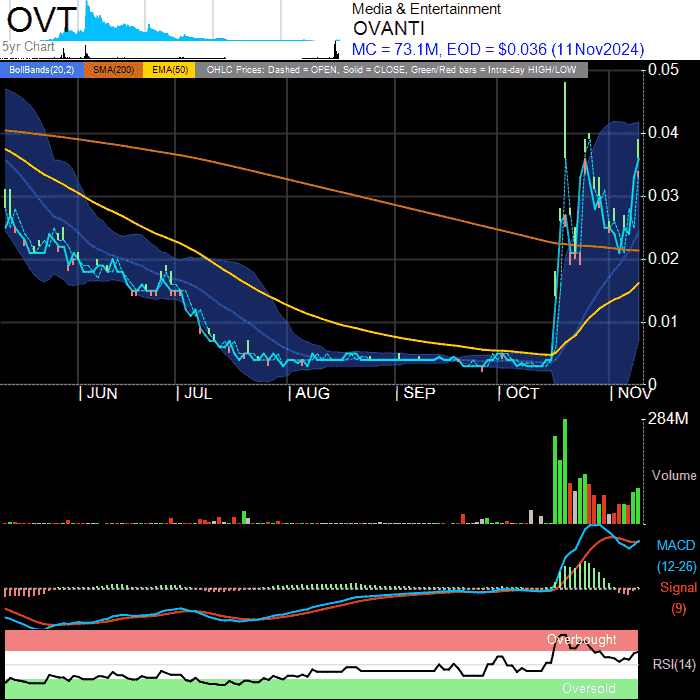 OVT
5yr Chart
Media & Entertainment
OVANTI
MC = 73.1M, EOD = $0.036 (11Nov2024)
BollBands(20,2) SMA(200) EMA(50) OHLC Prices: Dashed = OPEN, Solid = CLOSE, Green/Red bars = Intra-day HIGH/LOW
0.05
0.04
0.03
0.02
0.01
0
JUN JUL AUG SEP OCT NOV
284M
Volume
MACD
(12-26)
Signal
(9)
Overbought
RSI(14)
Oversold